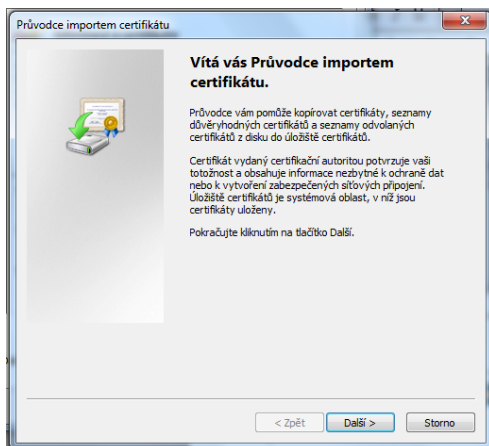 Průvodce importem certifikátu
Vítá vás Průvodce importem
certifikátu.
Průvodce vám pomůže kopírovat certifikáty, seznamy
důvěryhodných certifikátů a seznamy odvolaných
certifikátů z disku do úložiště certifikátů.
Certifikát vydaný certifikační autoritou potvrzuje vaši
totožnost a obsahuje informace nezbytné k ochraně dat
nebo k vytvoření zabezpečených síťových připojení.
Úložiště certifikátů je systémová oblast, v níž jsou
certifikáty uloženy.
Pokračujte kliknutím na tlačítko Další.
< Zpět
Další >
Storno